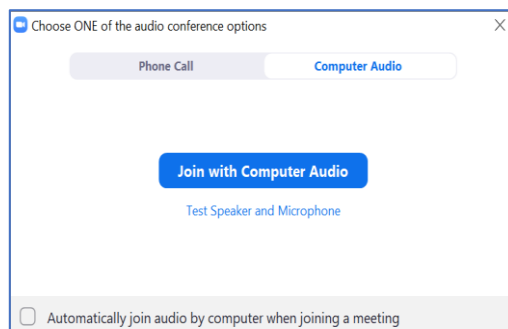 Choose ONE of the audio conference options
Phone Call
Computer Audio
Join with Computer Audio
Test Speaker and Microphone
Automatically join audio by computer when joining a meeting